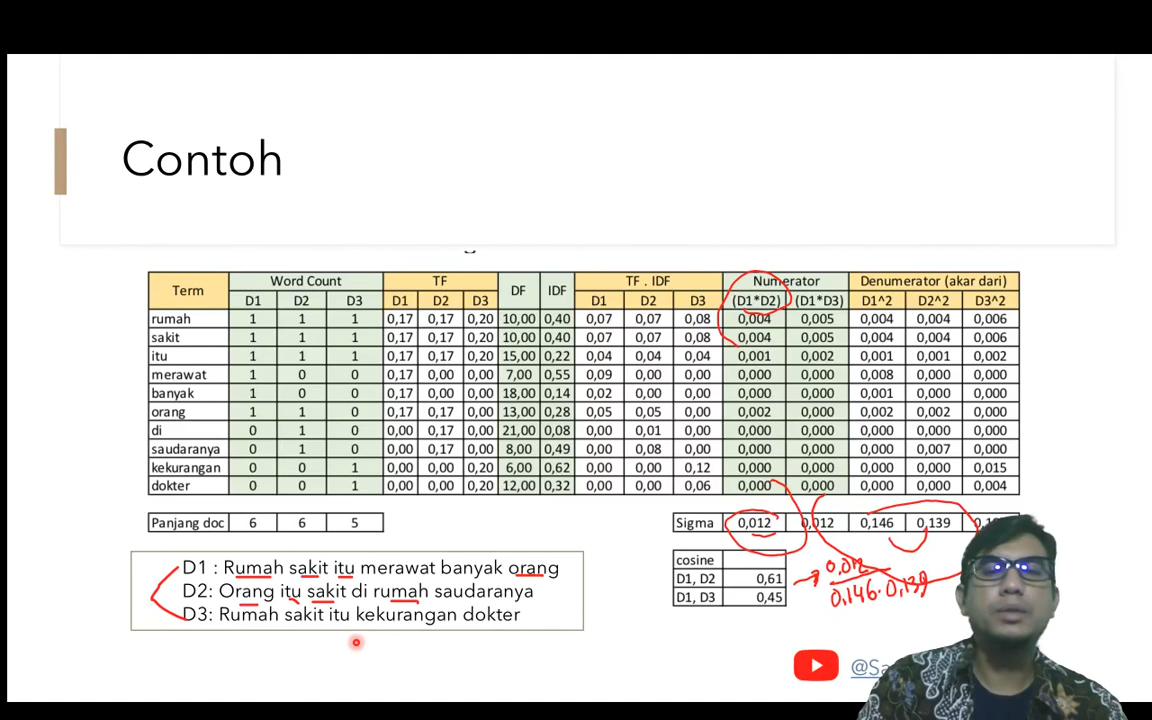 Contoh
Term Word Count TF DF IDF TF . IDF Numerator Denumerator (akar dari)
D1 D2 D3 D1 D2 D3 D1 D2 D3 (D1*D2) (D1*D3) D1^2 D2^2 D3^2
rumah 1 1 1 0,17 0,17 0,20 10,00 0,40 0,07 0,07 0,08 0,004 0,005 0,004 0,004 0,006
sakit 1 1 1 0,17 0,17 0,20 10,00 0,40 0,07 0,07 0,08 0,004 0,005 0,004 0,004 0,006
itu 1 1 1 0,17 0,17 0,20 15,00 0,22 0,04 0,04 0,04 0,001 0,002 0,001 0,001 0,002
merawat 1 0 0 0,17 0,00 0,00 7,00 0,55 0,09 0,00 0,00 0,000 0,000 0,008 0,000 0,000
banyak 1 0 0 0,17 0,00 0,00 18,00 0,14 0,02 0,00 0,00 0,000 0,000 0,001 0,000 0,000
orang 1 1 0 0,17 0,17 0,00 13,00 0,28 0,05 0,05 0,00 0,002 0,000 0,002 0,002 0,000
di 0 1 0 0,00 0,17 0,00 21,00 0,08 0,00 0,01 0,00 0,000 0,000 0,000 0,000 0,000
saudaranya 0 1 0 0,00 0,17 0,00 8,00 0,49 0,00 0,08 0,00 0,000 0,000 0,000 0,007 0,000
kekurangan 0 0 1 0,00 0,00 0,20 6,00 0,62 0,00 0,00 0,12 0,000 0,000 0,000 0,000 0,015
dokter 0 0 1 0,00 0,00 0,20 12,00 0,32 0,00 0,00 0,06 0,000 0,000 0,000 0,000 0,004
Panjang doc 6 6 5 Sigma 0,012 0,012 0,146 0,139
cosine
D1, D2 0,61
D1, D3 0,45
0,012
0,146 . 0,139
D1 : Rumah sakit itu merawat banyak orang
D2: Orang itu sakit di rumah saudaranya
D3: Rumah sakit itu kekurangan dokter